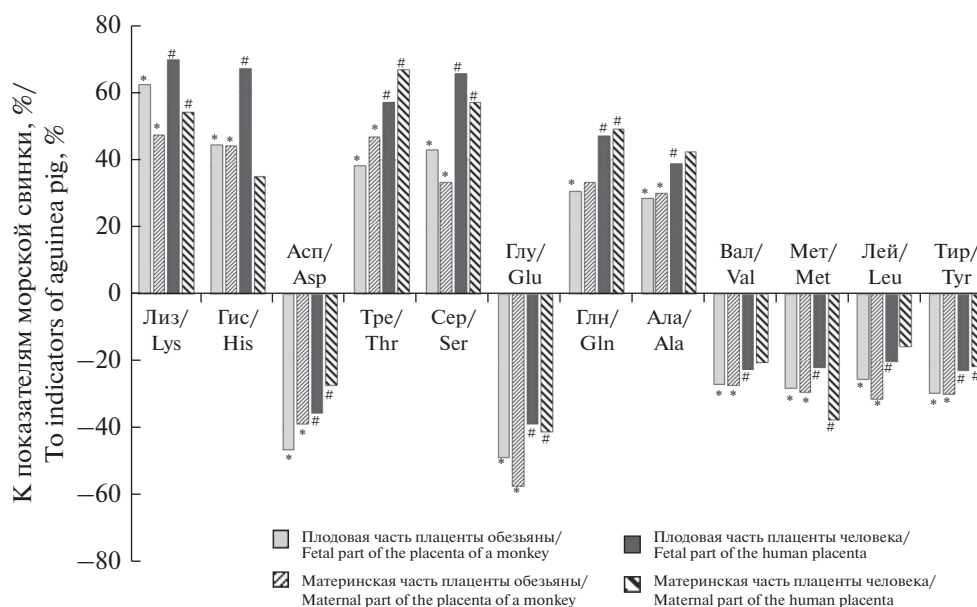 К показателям морской свинки, %/
To indicators of aguinea pig, %
80
60
40
20
0
−20
−40
−60
−80
* * # #
Лиз/
Lys
* * #
Гис/
His
Асп/
Asp
* * # #
* * # #
Тре/
Thr
* * # #
Сер/
Ser
Глу/
Glu
* * # #
* # #
Глн/
Gln
* * #
Ала/
Ала
Ala
Вал/
Val
* * #
Мет/
Met
* * # #
Лей/
Leu
* * #
Тир/
Tyr
* * # #
Плодовая часть плаценты обезьяны/
Fetal part of the placenta of a monkey
Материнская часть плаценты обезьяны/
Maternal part of the placenta of a monkey
Плодовая часть плаценты человека/
Fetal part of the human placenta
Материнская часть плаценты человека/
Maternal part of the human placenta